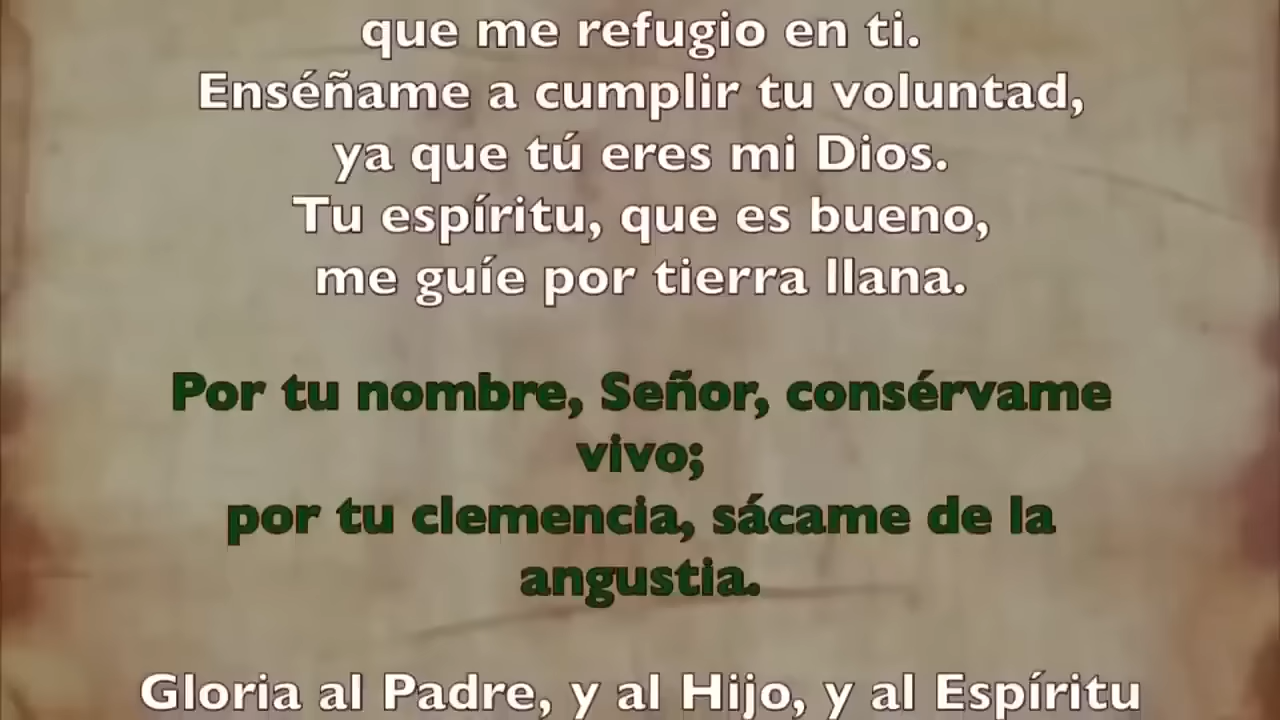 que me refugio en ti.
Enséñame a cumplir tu voluntad,
ya que tú eres mi Dios.
Tu espíritu, que es bueno,
me guíe por tierra llana.
Por tu nombre, Señor, consérvame
vivo;
por tu clemencia, sácame de la
angustia.
Gloria al Padre, y al Hijo, y al Espíritu